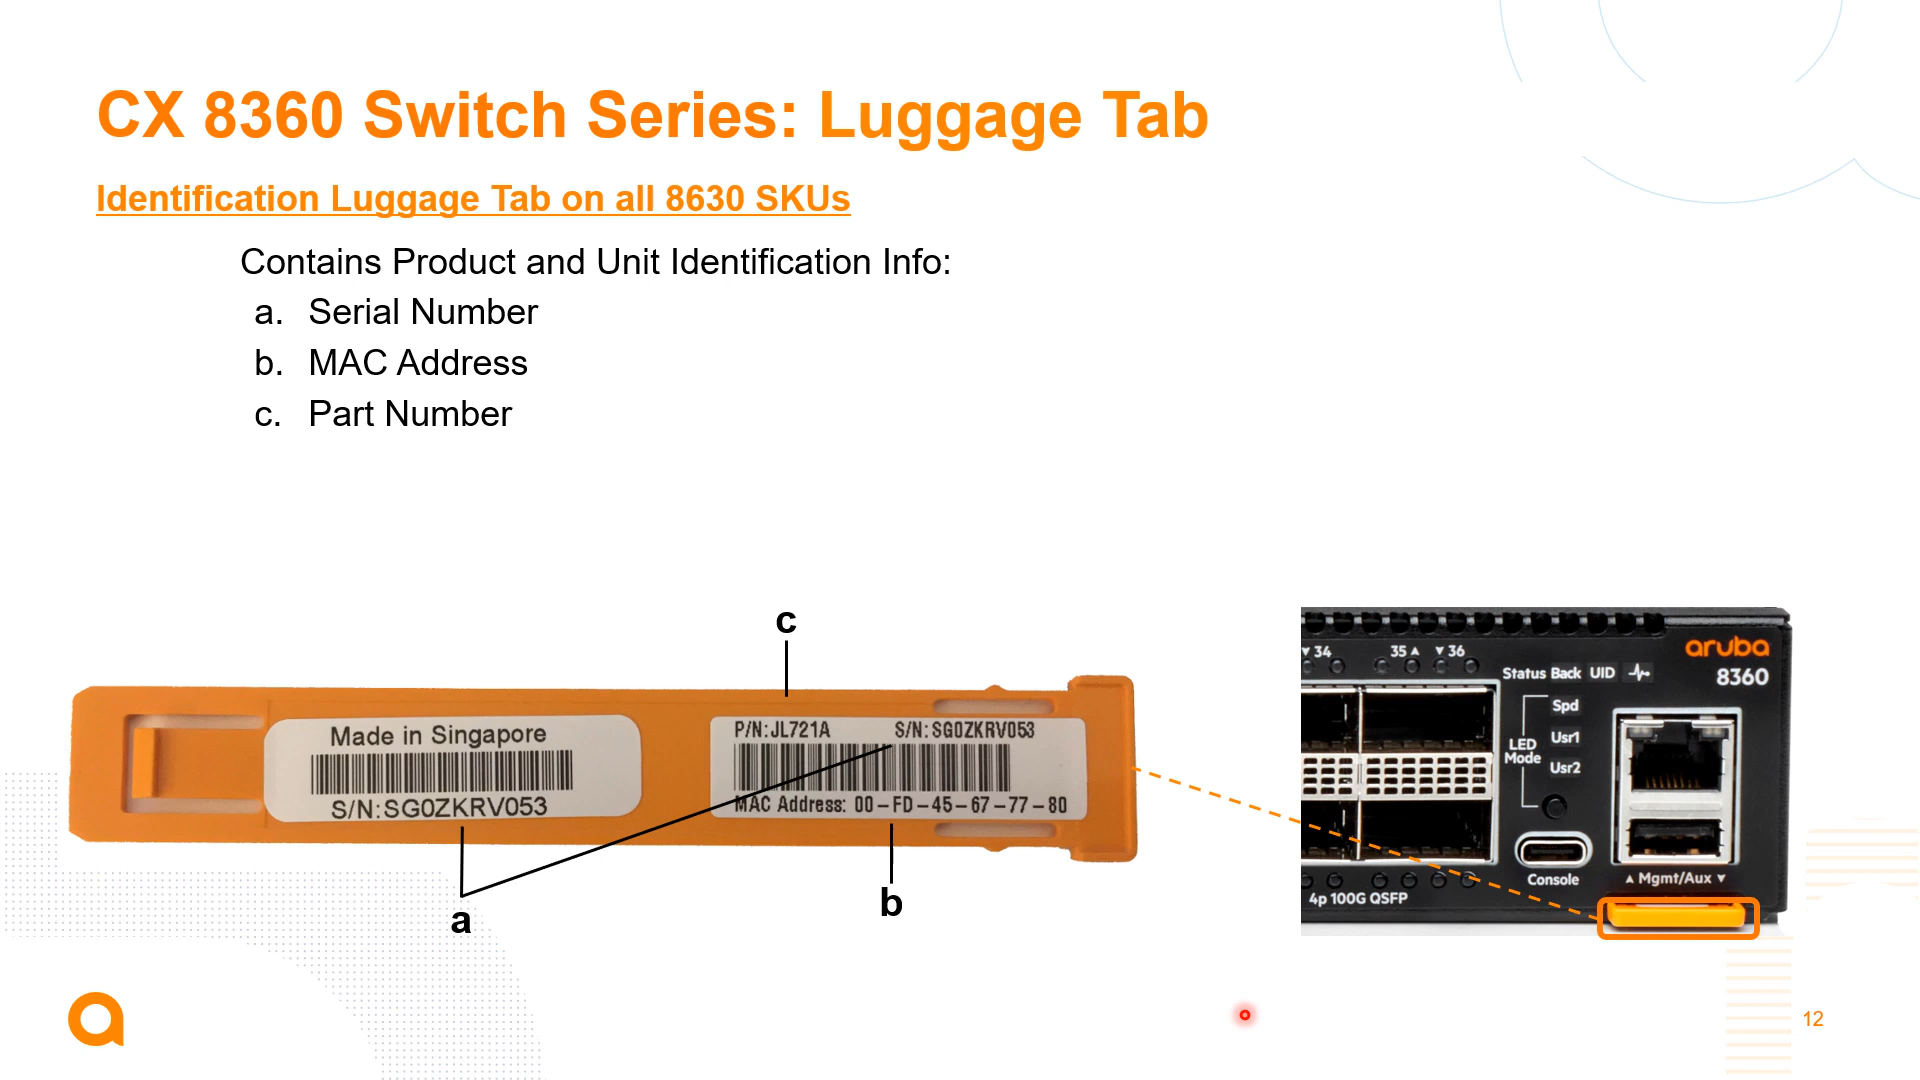 CX 8360 Switch Series: Luggage Tab
Identification Luggage Tab on all 8630 SKUs
Contains Product and Unit Identification Info:
a. Serial Number
b. MAC Address
c. Part Number
c
Made in Singapore
S/N:SG0ZKRV053
P/N:JL721A S/N:SG0ZKRV053
MAC Address: 00-FD-45-67-77-80
a
b
▼34 35▲ ▼36
aruba
8360
Status Back UID
Spd
Usr1
LED
Mode
Usr2
Console
▲ Mgmt/Aux ▼
4p 100G QSFP
12